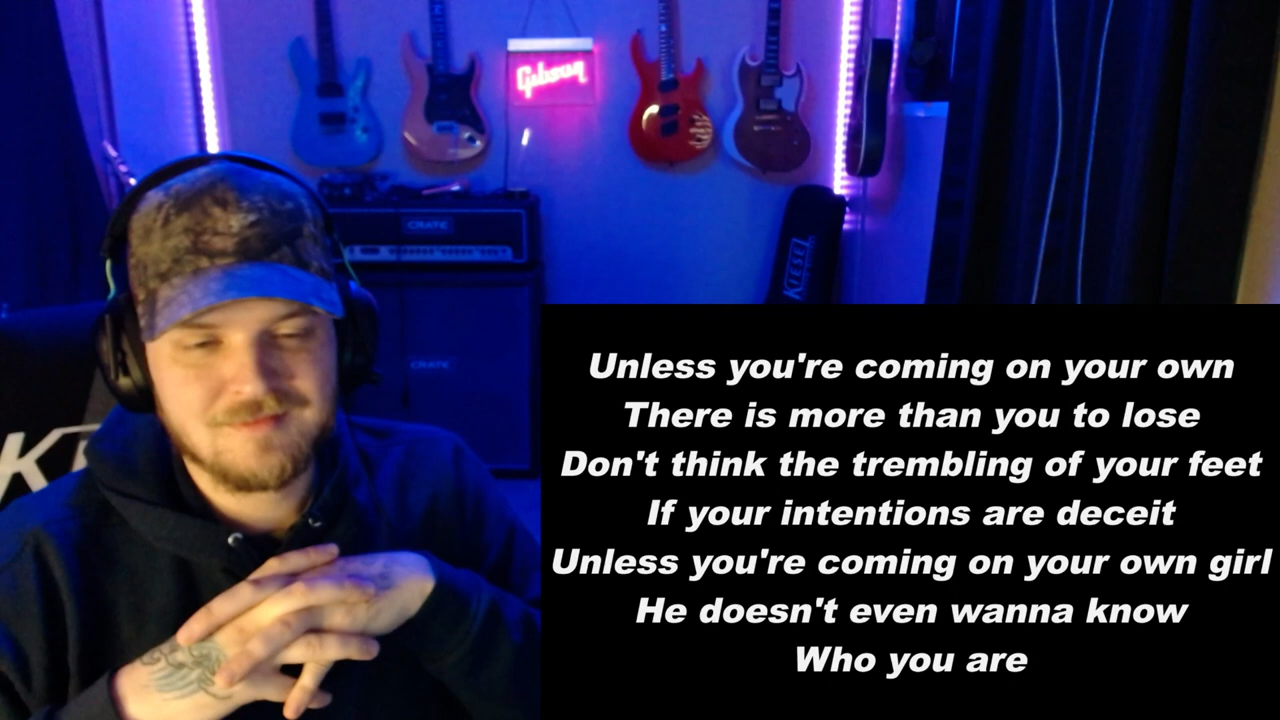 Gibson
CRATE
CRATE
KIESEL
Unless you're coming on your own
There is more than you to lose
Don't think the trembling of your feet
If your intentions are deceit
Unless you're coming on your own girl
He doesn't even wanna know
Who you are